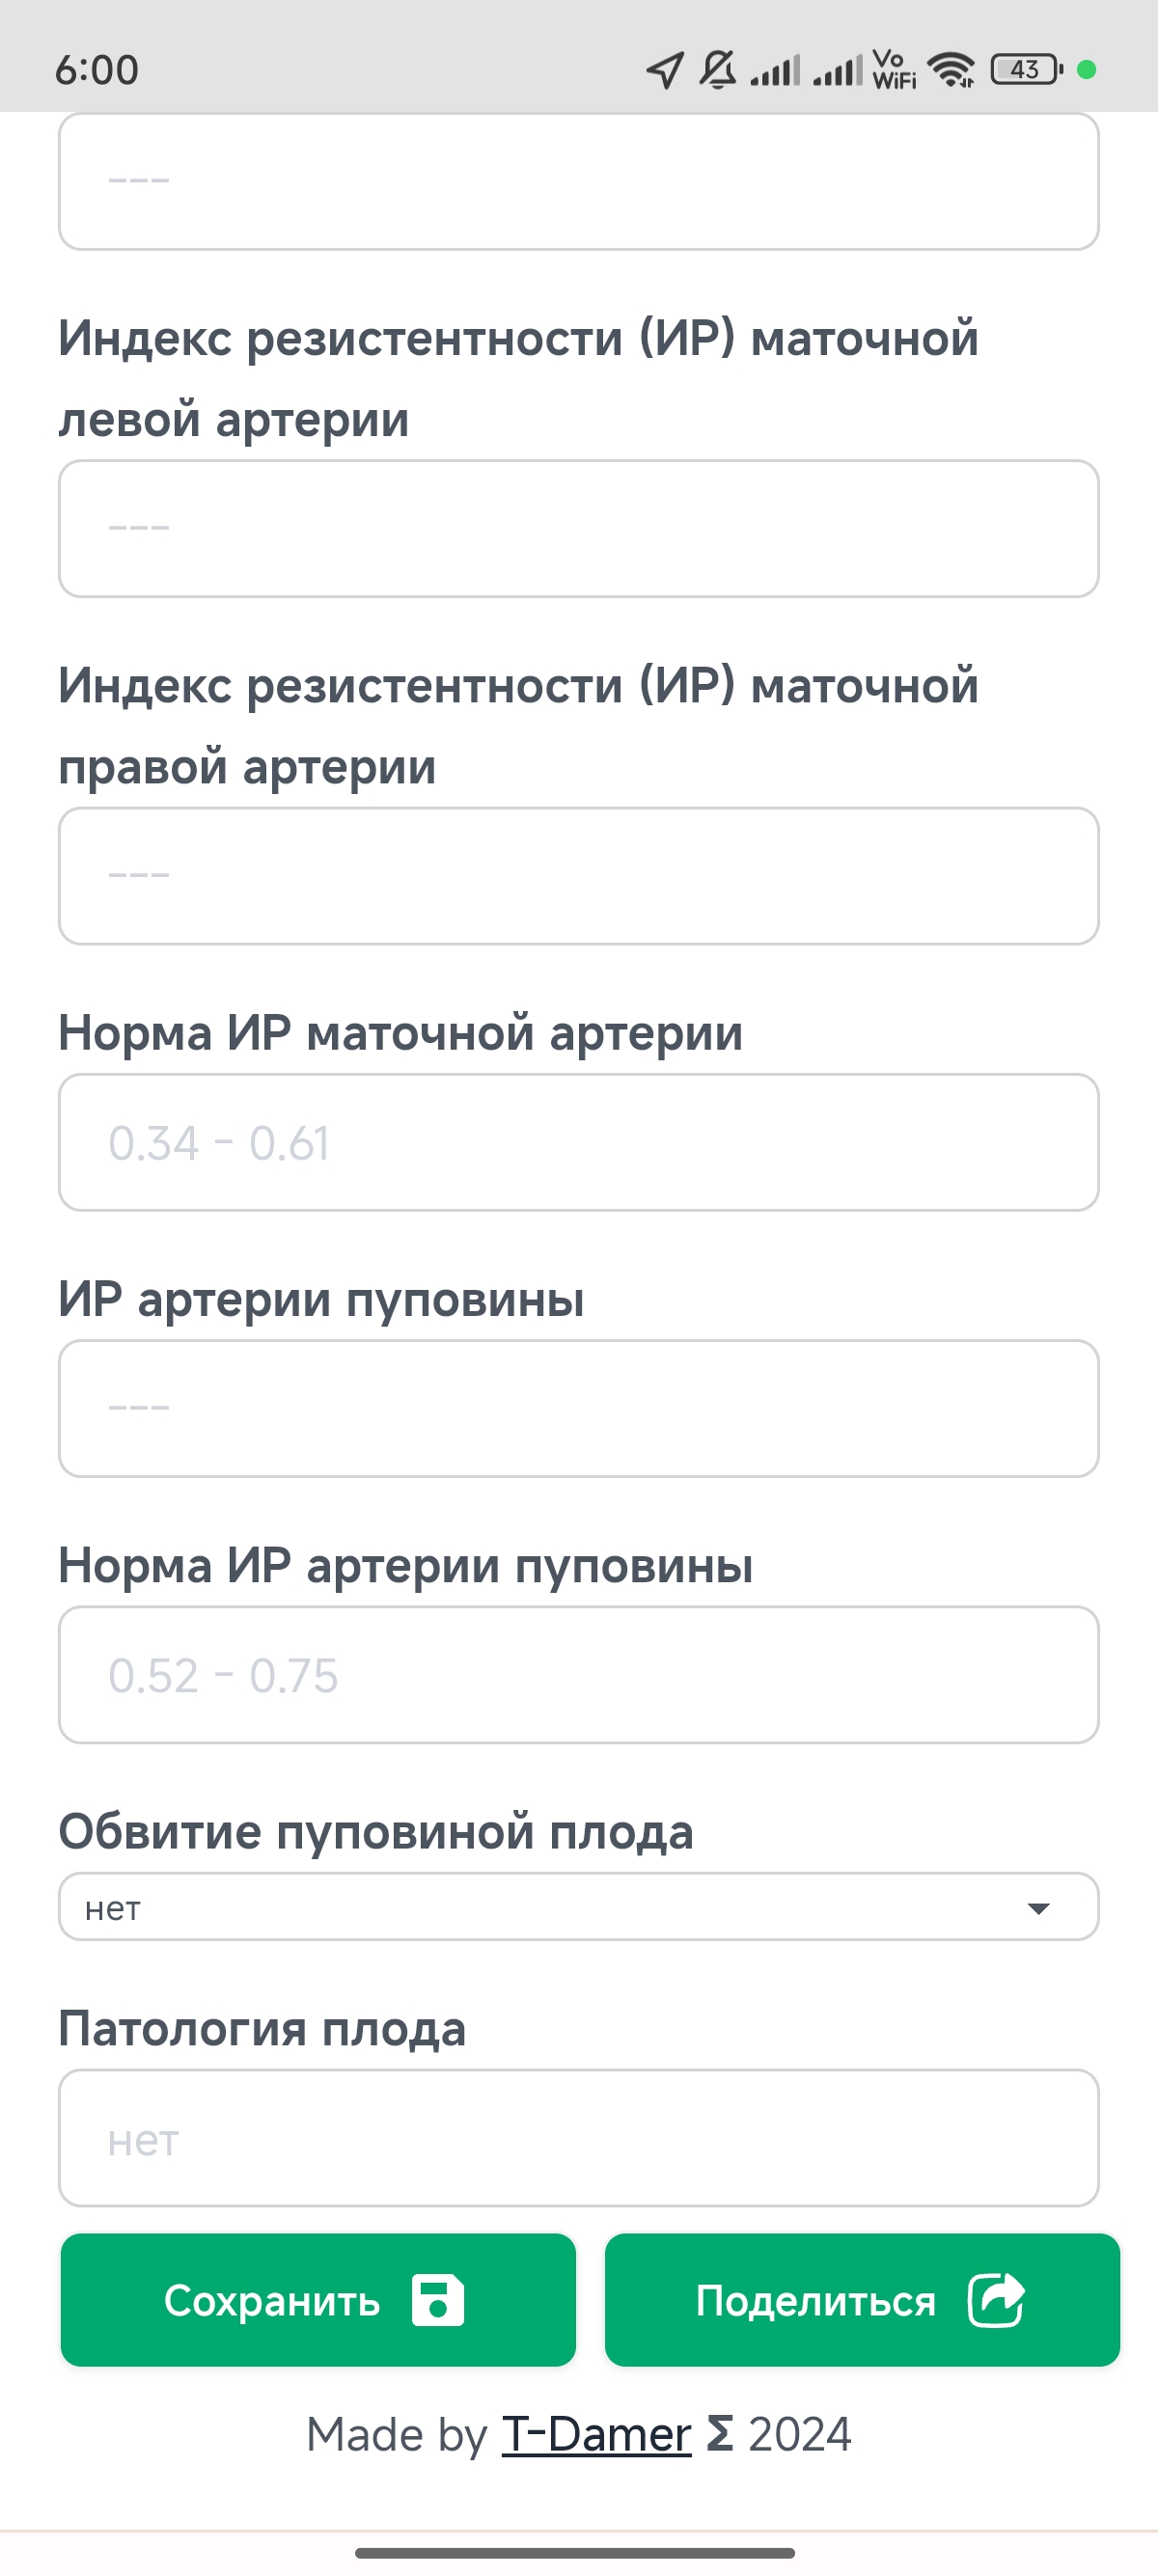 6:00
Vo
WiFi
43
---
Индекс резистентности (ИР) маточной
левой артерии
---
Индекс резистентности (ИР) маточной
правой артерии
---
Норма ИР маточной артерии
0.34 - 0.61
ИР артерии пуповины
---
Норма ИР артерии пуповины
0.52 - 0.75
Обвитие пуповиной плода
нет
Патология плода
нет
Сохранить
Поделиться
Made by T-Damer Σ 2024